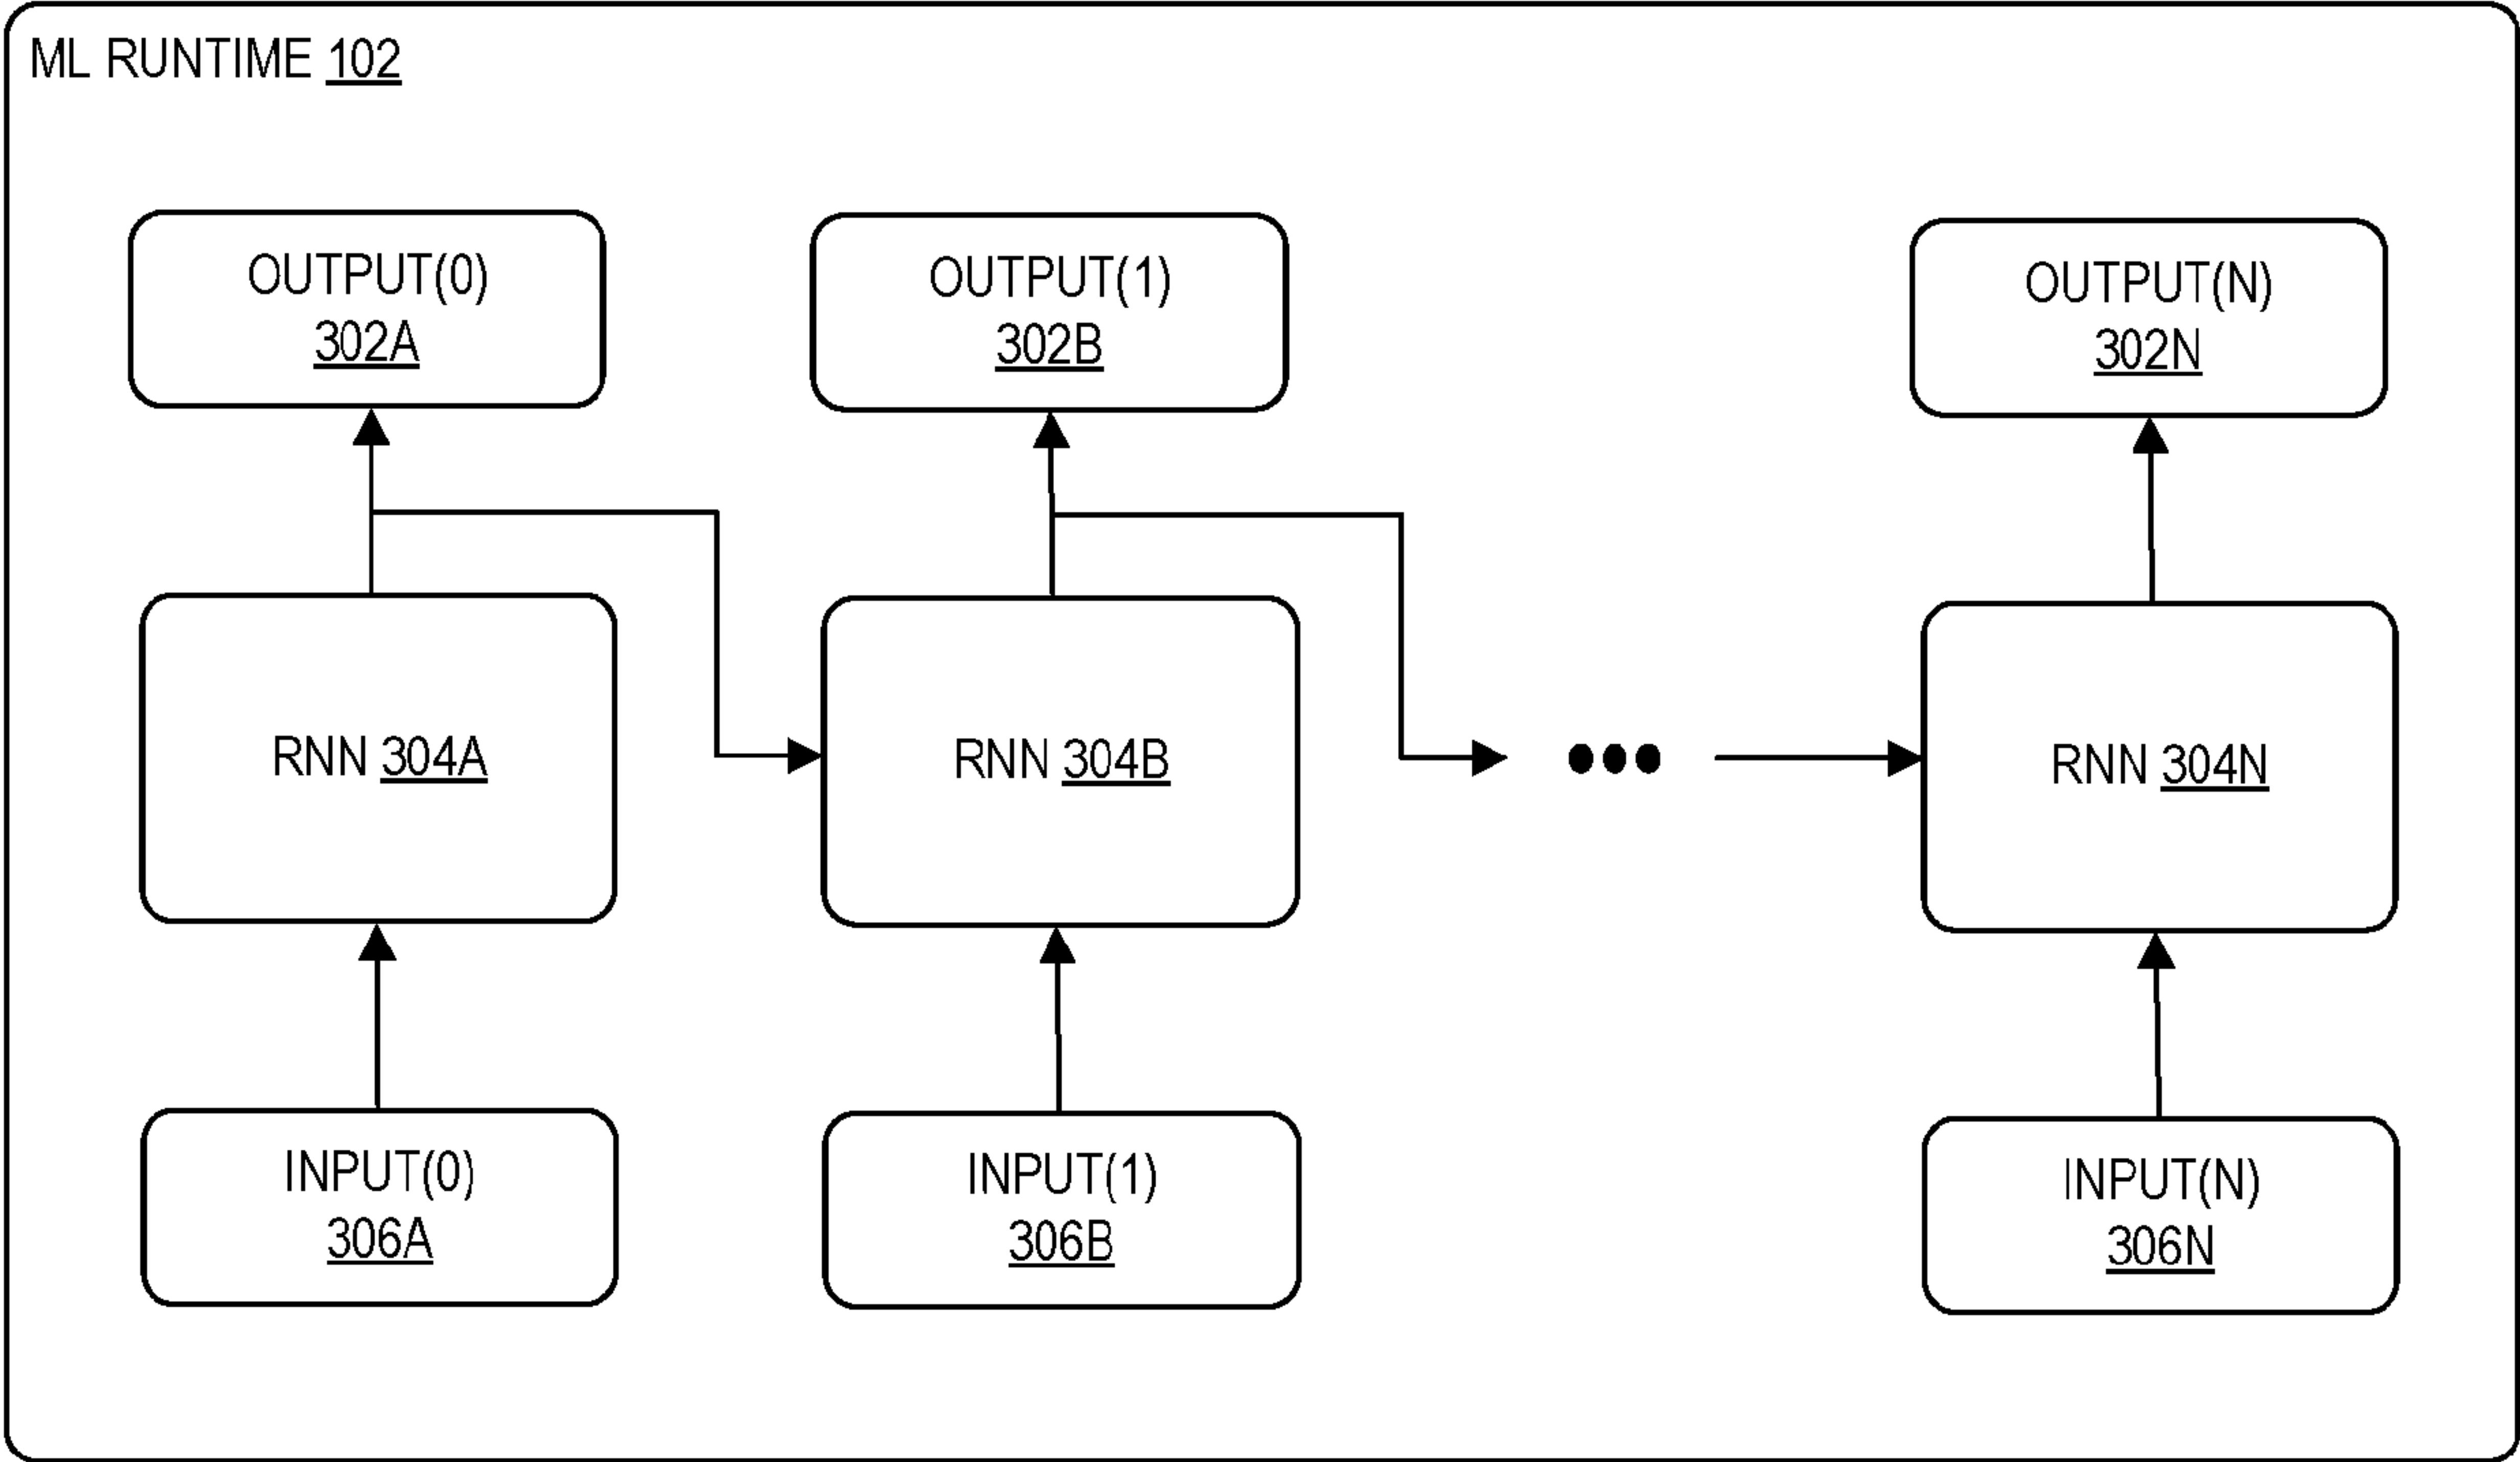 ML RUNTIME 102
OUTPUT(0)
302A
OUTPUT(1)
302B
OUTPUT(N)
302N
RNN 304A
RNN 304B
RNN 304N
INPUT(0)
306A
INPUT(1)
306B
INPUT(N)
306N